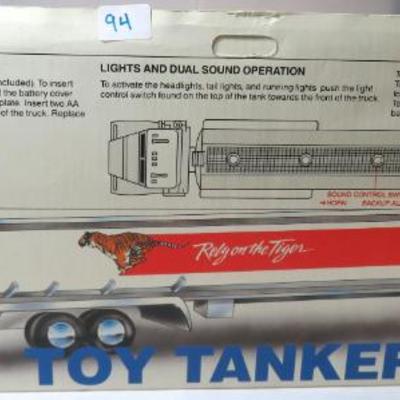 94
LIGHTS AND DUAL SOUND OPERATION
ncluded). To insert
To activate the headlights, tail lights, and running lights push the light
the battery cover
control switch found on the top of the tank towards the front of the truck.
plate. Insert two AA
of the truck. Replace
SOUND CONTROL SW
HORN BACKUP AL
Rely on the Tiger
TOY TANKER